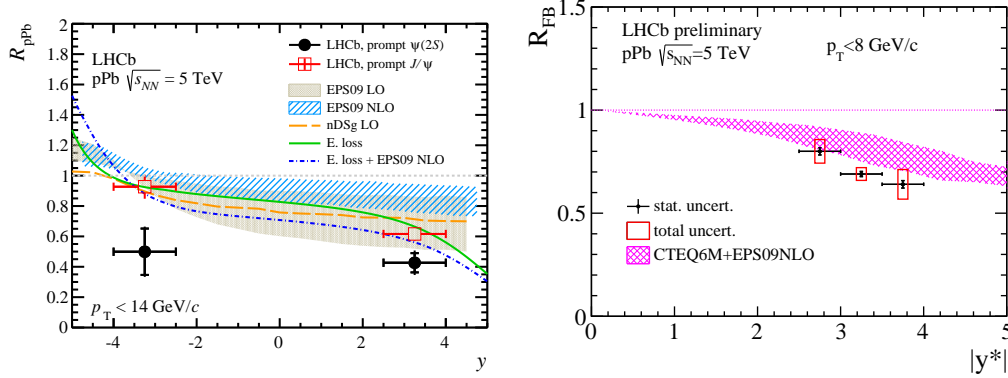 R_pPb
2
1.8
1.6
1.4
1.2
1
0.8
0.6
0.4
0.2
0
LHCb
pPb √s_NN = 5 TeV
LHCb, prompt ψ(2S)
LHCb, prompt J/ψ
EPS09 LO
EPS09 NLO
nDSg LO
E. loss
E. loss + EPS09 NLO
p_T < 14 GeV/c
-4 -2 0 2 4
y
R_FB
1.5
1
0.5
0
LHCb preliminary
pPb √s_NN=5 TeV
p_T<8 GeV/c
stat. uncert.
total uncert.
CTEQ6M+EPS09NLO
0 1 2 3 4 5
|y*|